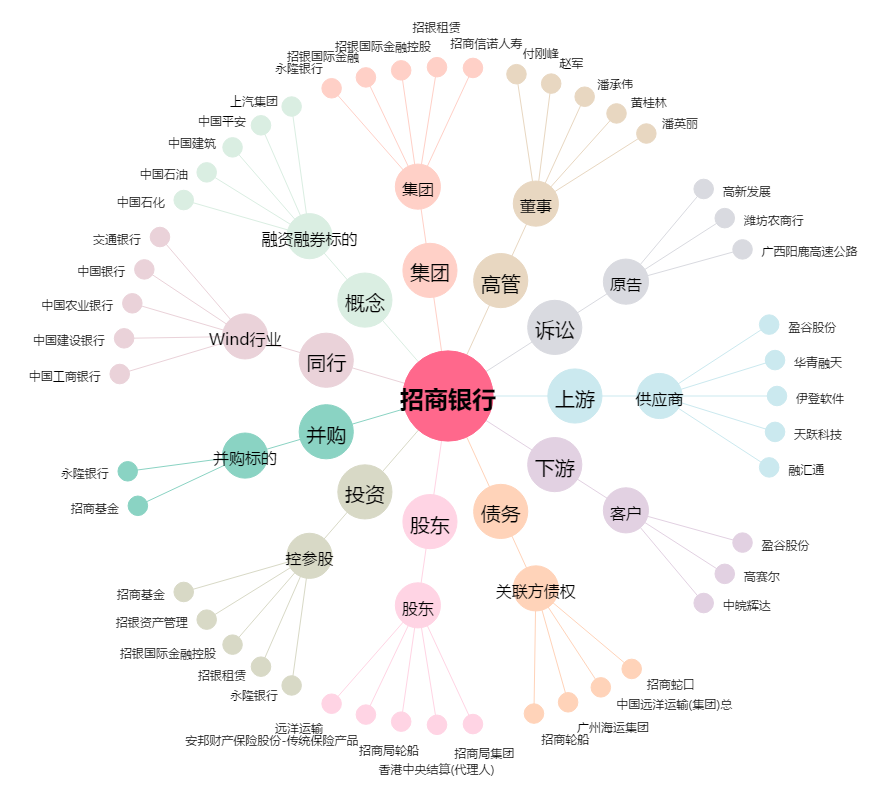 招银租赁
招银国际金融控股
招商信诺人寿
招银国际金融
永隆银行
付刚峰
赵军
潘承伟
黄桂林
潘英丽
上汽集团
中国平安
中国建筑
中国石油
中国石化
集团
董事
高新发展
潍坊农商行
广西阳鹿高速公路
融资融券标的
交通银行
中国银行
中国农业银行
中国建设银行
中国工商银行
集团
高管
原告
概念
诉讼
Wind行业
同行
盈谷股份
华青融天
伊登软件
天跃科技
融汇通
招商银行
上游
供应商
并购
并购标的
永隆银行
招商基金
下游
投资
债务
股东
客户
盈谷股份
高赛尔
中皖辉达
控参股
招商基金
招银资产管理
招银国际金融控股
招银租赁
永隆银行
关联方债权
股东
招商蛇口
中国远洋运输(集团)总
广州海运集团
招商轮船
远洋运输
安邦财产保险股份-传统保险产品
招商局轮船
香港中央结算(代理人)
招商局集团